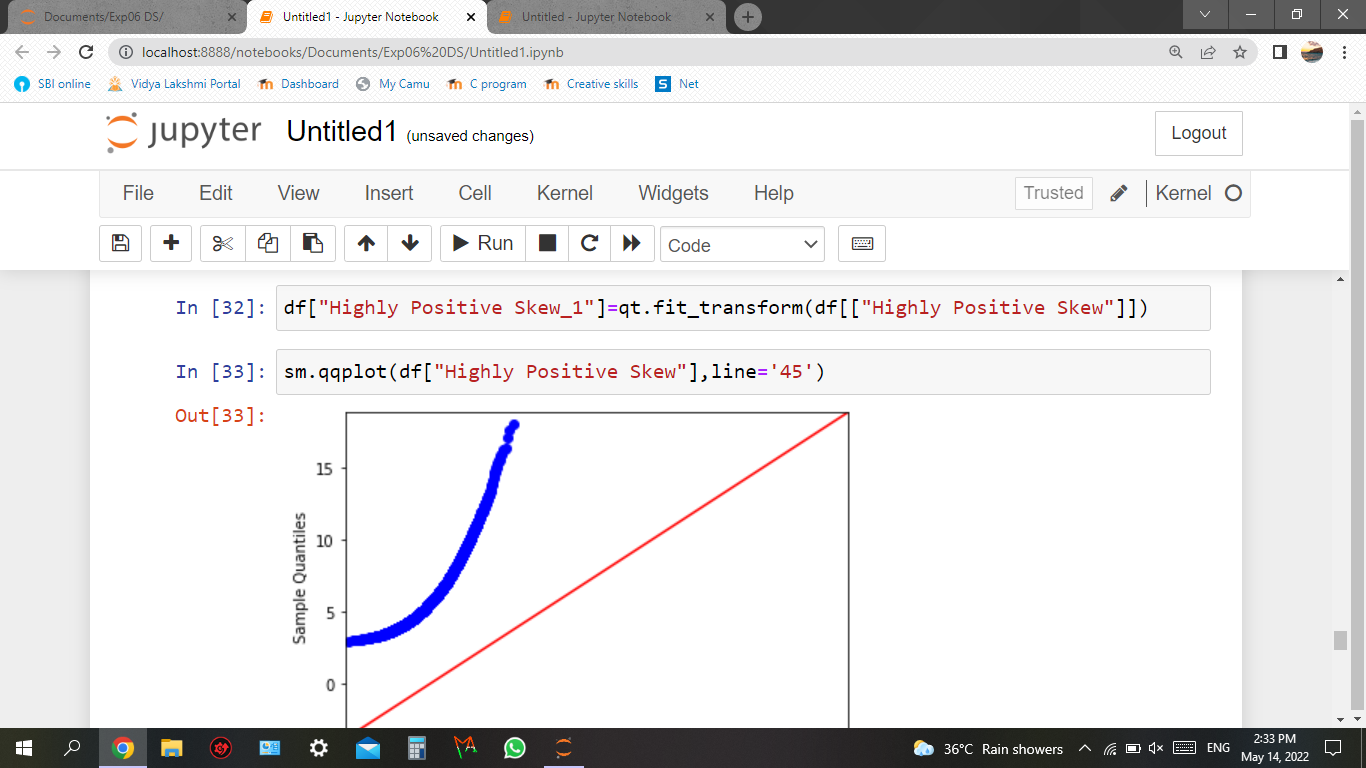 Documents/Exp06 DS/
Untitled1 - Jupyter Notebook
Untitled - Jupyter Notebook
localhost:8888/notebooks/Documents/Exp06%20DS/Untitled1.ipynb
SBI online
Vidya Lakshmi Portal
Dashboard
My Camu
C program
Creative skills
S Net
jupyter Untitled1 (unsaved changes)
Logout
File Edit View Insert Cell Kernel Widgets Help
Trusted
Kernel
Run
Code
In [32]: df["Highly Positive Skew_1"]=qt.fit_transform(df[["Highly Positive Skew"]])
In [33]: sm.qqplot(df["Highly Positive Skew"],line='45')
Out[33]:
15
10
5
0
Sample Quantiles
36°C Rain showers
ENG
2:33 PM
May 14, 2022